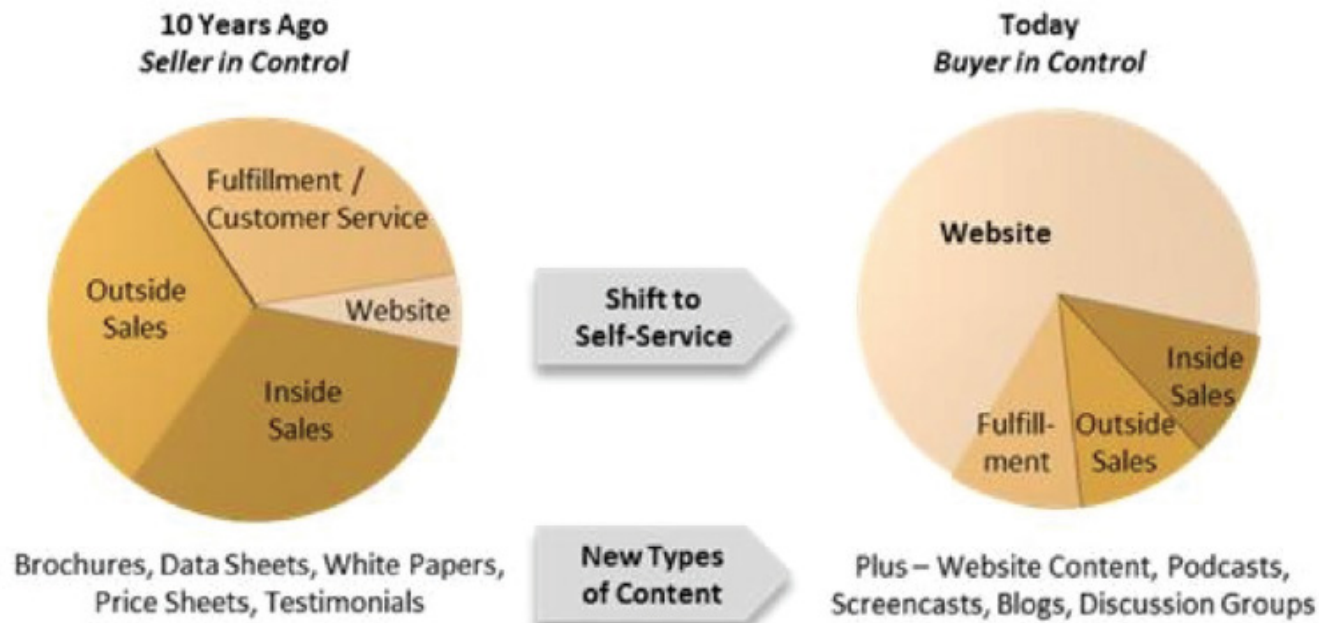 10 Years Ago
Seller in Control
Fulfillment /
Customer Service
Outside
Sales
Website
Inside
Sales
Brochures, Data Sheets, White Papers,
Price Sheets, Testimonials
Shift to
Self-Service
New Types
of Content
Today
Buyer in Control
Website
Inside
Sales
Fulfill-
ment
Outside
Sales
Plus – Website Content, Podcasts,
Screencasts, Blogs, Discussion Groups